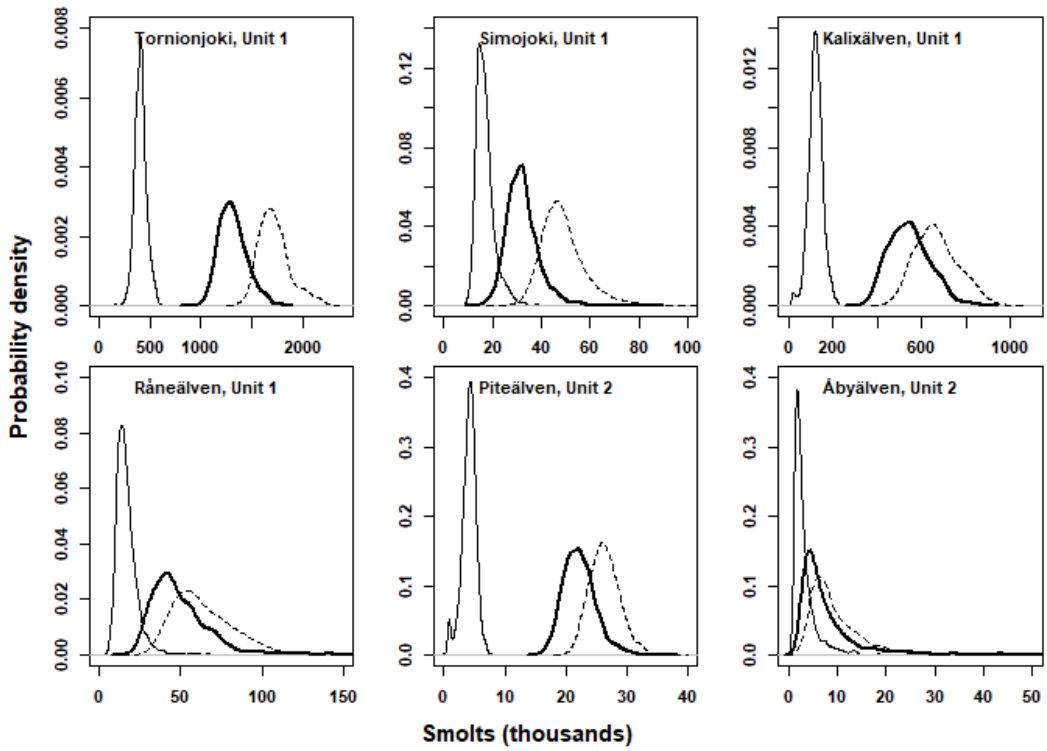 Tornionjoki, Unit 1
0.000 0.002 0.004 0.006 0.008
0 500 1000 2000
Simojoki, Unit 1
0.00 0.04 0.08 0.12
0 20 40 60 80 100
Kalixälven, Unit 1
0.000 0.004 0.008 0.012
0 200 600 1000
Probability density
Råneälven, Unit 1
0.00 0.02 0.04 0.06 0.08 0.10
0 50 100 150
Piteälven, Unit 2
0.0 0.1 0.2 0.3 0.4
0 10 20 30 40
Åbyälven, Unit 2
0.0 0.1 0.2 0.3 0.4
0 10 20 30 40 50
Smolts (thousands)